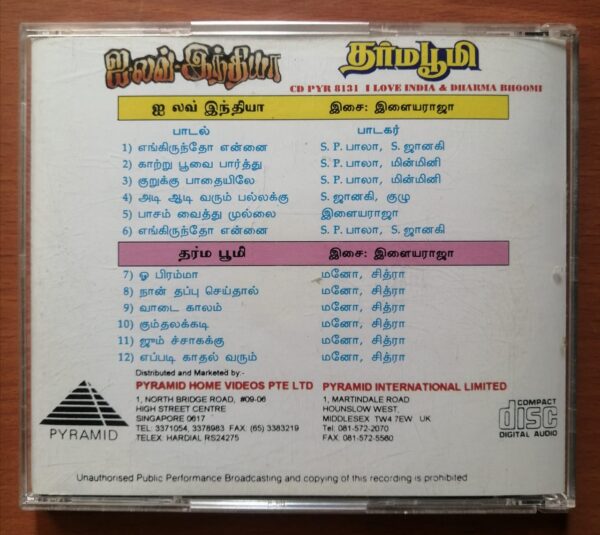 ஐ லவ் இந்தியா
தர்மபூமி
CD PYR 8131 I LOVE INDIA & DHARMA BHOOMI
ஐ லவ் இந்தியா இசை: இளையராஜா
பாடல் பாடகர்
1) எங்கிருந்தோ என்னை S. P. பாலா, S. ஜானகி
2) காற்று பூவை பார்த்து S. P. பாலா, மின்மினி
3) குறுக்கு பாதையிலே S. P. பாலா, மின்மினி
4) அடி ஆடி வரும் பல்லக்கு S. ஜானகி, குழு
5) பாசம் வைத்து முல்லை இளையராஜா
6) எங்கிருந்தோ என்னை S. P. பாலா, S. ஜானகி
தர்ம பூமி இசை: இளையராஜா
7) ஓ பிரம்மா மனோ, சித்ரா
8) நான் தப்பு செய்தால் மனோ, சித்ரா
9) வாடை காலம் மனோ, சித்ரா
10) கும்தலக்கடி மனோ, சித்ரா
11) ஜும் ச்சாகக்கு மனோ, சித்ரா
12) எப்படி காதல் வரும் மனோ, சித்ரா
Distributed and Marketed by:-
PYRAMID HOME VIDEOS PTE LTD PYRAMID INTERNATIONAL LIMITED
1, NORTH BRIDGE ROAD, #09-06 1, MARTINDALE ROAD
HIGH STREET CENTRE HOUNSLOW WEST,
SINGAPORE 0617 MIDDLESEX TW4 7EW UK
TEL: 3371054, 3378983 FAX: (65) 3383219 Tel. 081-572-2070
TELEX: HARDIAL RS24275 FAX. 081-572-5560
PYRAMID
COMPACT
disc
DIGITAL AUDIO
Unauthorised Public Performance Broadcasting and copying of this recording is prohibited